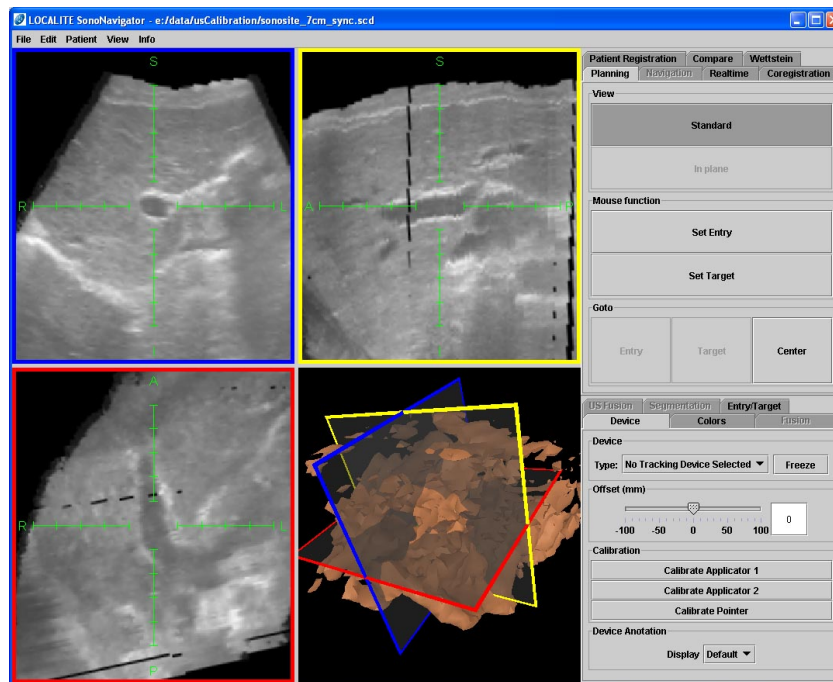 LOCALITE SonoNavigator - e:/data/usCalibration/sonosite_7cm_sync.scd
File Edit Patient View Info
S
R
L
I
S
A
P
I
A
R
L
P
Patient Registration Compare Wettstein
Planning Navigation Realtime Coregistration
View
Standard
In plane
Mouse function
Set Entry
Set Target
Goto
Entry Target Center
US Fusion Segmentation Entry/Target
Device Colors Fusion
Device
Type: No Tracking Device Selected Freeze
Offset (mm)
0
-100 -50 0 50 100
Calibration
Calibrate Applicator 1
Calibrate Applicator 2
Calibrate Pointer
Device Anotation
Display Default